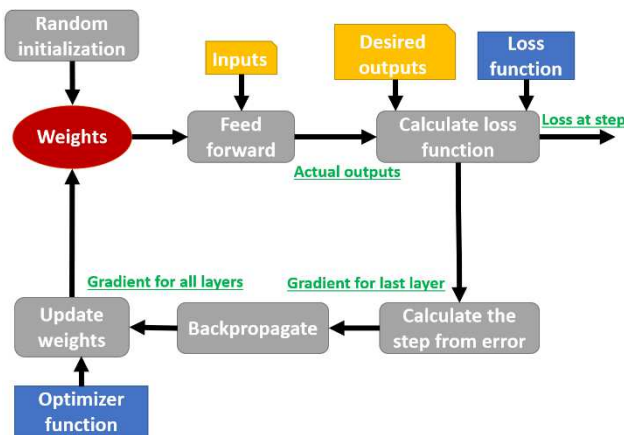 Random
initialization
Inputs
Desired
outputs
Loss
function
Weights
Feed
forward
Calculate loss
function
Loss at step
Actual outputs
Gradient for all layers
Gradient for last layer
Update
weights
Backpropagate
Calculate the
step from error
Optimizer
function